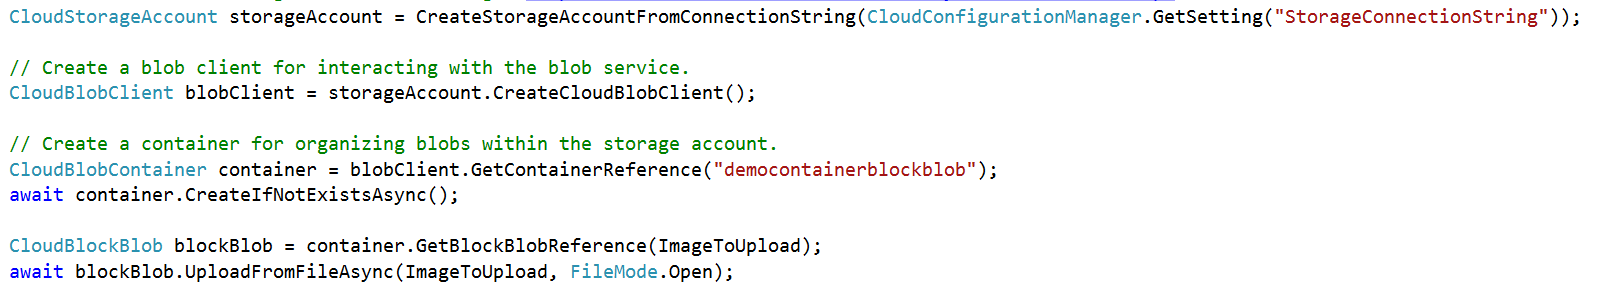 CloudStorageAccount storageAccount = CreateStorageAccountFromConnectionString(CloudConfigurationManager.GetSetting("StorageConnectionString"));
// Create a blob client for interacting with the blob service.
CloudBlobClient blobClient = storageAccount.CreateCloudBlobClient();
// Create a container for organizing blobs within the storage account.
CloudBlobContainer container = blobClient.GetContainerReference("democontainerblockblob");
await container.CreateIfNotExistsAsync();
CloudBlockBlob blockBlob = container.GetBlockBlobReference(ImageToUpload);
await blockBlob.UploadFromFileAsync(ImageToUpload, FileMode.Open);